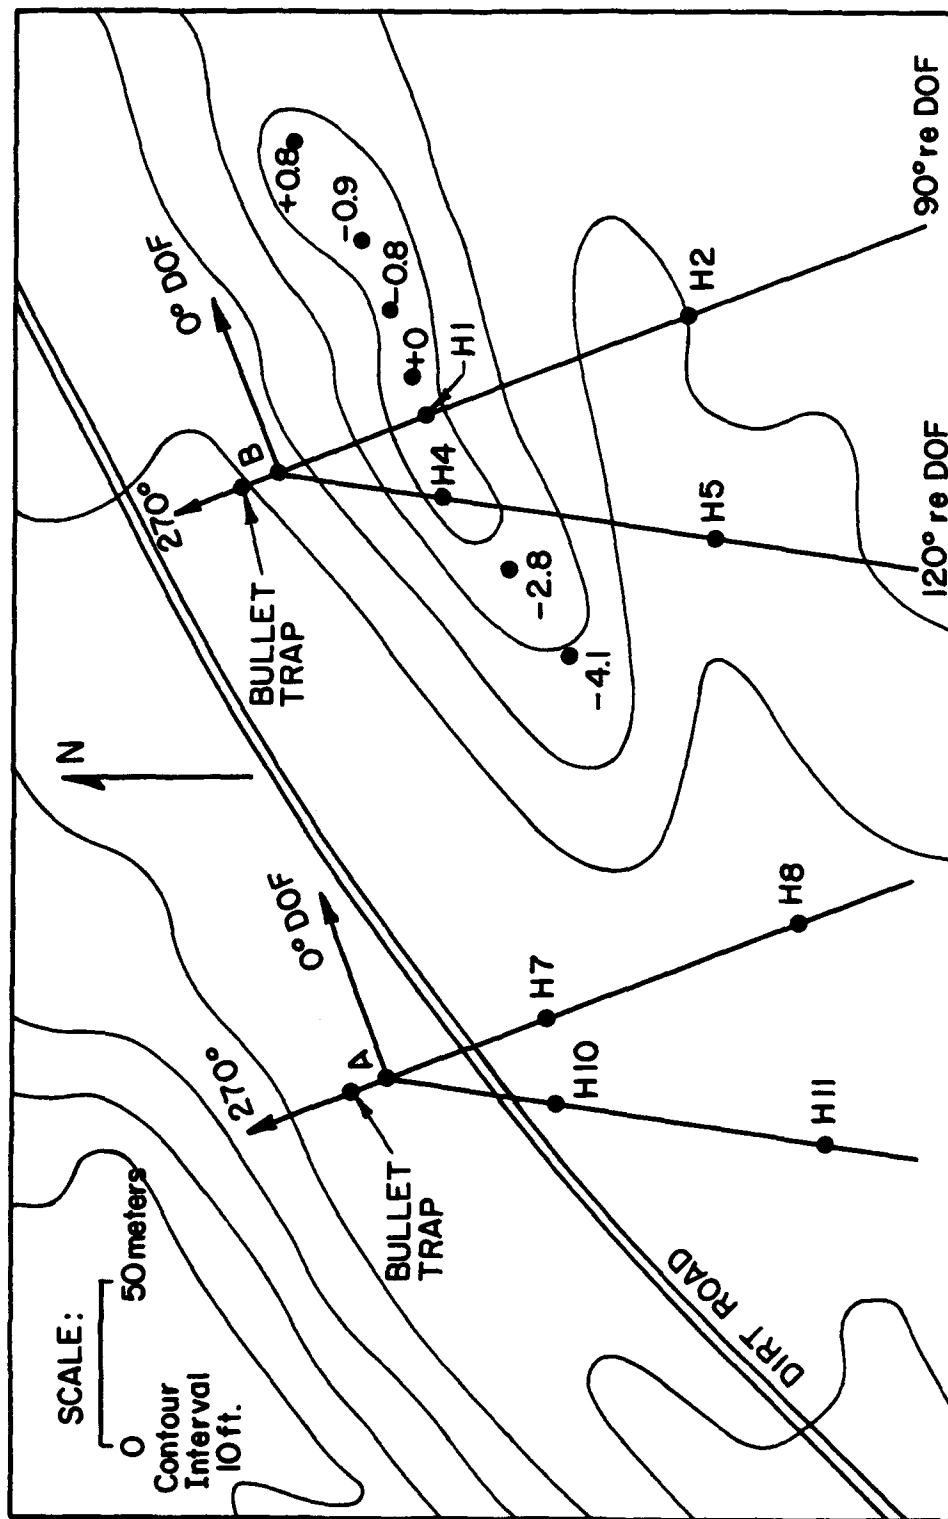 SCALE:
0 50 meters
Contour
Interval
10 ft.
N
270°
A
0° DOF
BULLET
TRAP
H7
H8
H10
H11
DIRT ROAD
270°
B
0° DOF
BULLET
TRAP
+0.8
-0.9
-0.8
+0
H1
H4
-2.8
-4.1
H2
H5
120° re DOF
90° re DOF